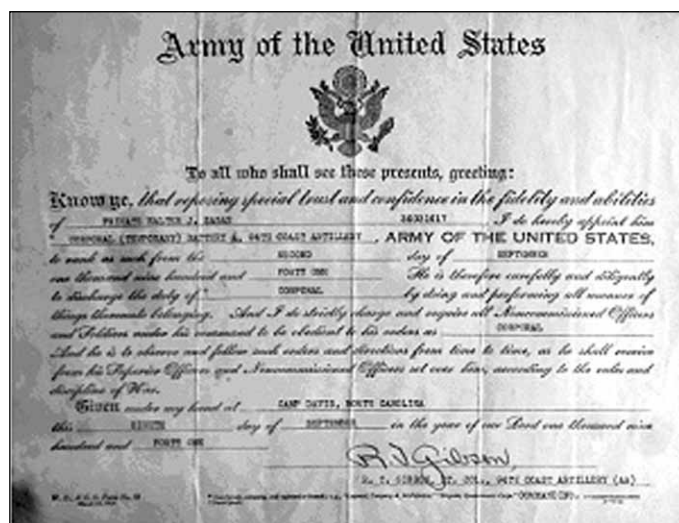 Army of the United States
To all who shall see these presents, greeting:
Know ye, that reposing special trust and confidence in the fidelity and abilities
of PRIVATE WALTER J. 36031617 I do hereby appoint him
CORPORAL (TEMPORARY) BATTERY 94TH COAST ARTILLERY, ARMY OF THE UNITED STATES,
to rank as such from the SECOND day of SEPTEMBER
one thousand nine hundred and FORTY ONE He is therefore carefully and diligently
to discharge the duty of CORPORAL by doing and performing all manner of
things thereunto belonging. And I do strictly charge and require all Noncommissioned Officers
and Soldiers under his command to be obedient to his orders as CORPORAL
And he is to observe and follow such orders and directions from time to time, as he shall receive
from his Superior Officers and Noncommissioned Officers set over him, according to the rules and
discipline of War.
Given under my hand at CAMP DAVIS, NORTH CAROLINA
this day of SEPTEMBER in the year of our Lord one thousand nine
hundred and FORTY ONE
R T Gibson,
R. T. GIBSON, LT. COL., 94TH COAST ARTILLERY (AA)